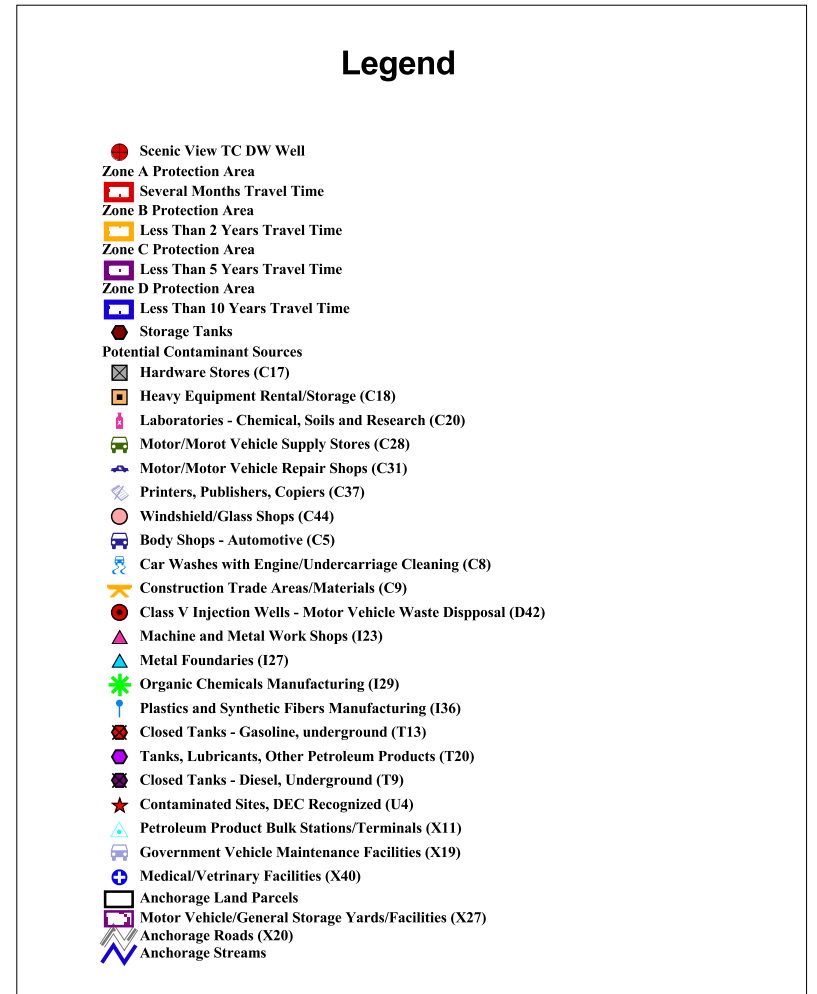 Legend
Scenic View TC DW Well
Zone A Protection Area
Several Months Travel Time
Zone B Protection Area
Less Than 2 Years Travel Time
Zone C Protection Area
Less Than 5 Years Travel Time
Zone D Protection Area
Less Than 10 Years Travel Time
Storage Tanks
Potential Contaminant Sources
Hardware Stores (C17)
Heavy Equipment Rental/Storage (C18)
Laboratories - Chemical, Soils and Research (C20)
Motor/Morot Vehicle Supply Stores (C28)
Motor/Motor Vehicle Repair Shops (C31)
Printers, Publishers, Copiers (C37)
Windshield/Glass Shops (C44)
Body Shops - Automotive (C5)
Car Washes with Engine/Undercarriage Cleaning (C8)
Construction Trade Areas/Materials (C9)
Class V Injection Wells - Motor Vehicle Waste Dispposal (D42)
Machine and Metal Work Shops (I23)
Metal Foundaries (I27)
Organic Chemicals Manufacturing (I29)
Plastics and Synthetic Fibers Manufacturing (I36)
Closed Tanks - Gasoline, underground (T13)
Tanks, Lubricants, Other Petroleum Products (T20)
Closed Tanks - Diesel, Underground (T9)
Contaminated Sites, DEC Recognized (U4)
Petroleum Product Bulk Stations/Terminals (X11)
Government Vehicle Maintenance Facilities (X19)
Medical/Vetrinary Facilities (X40)
Anchorage Land Parcels
Motor Vehicle/General Storage Yards/Facilities (X27)
Anchorage Roads (X20)
Anchorage Streams